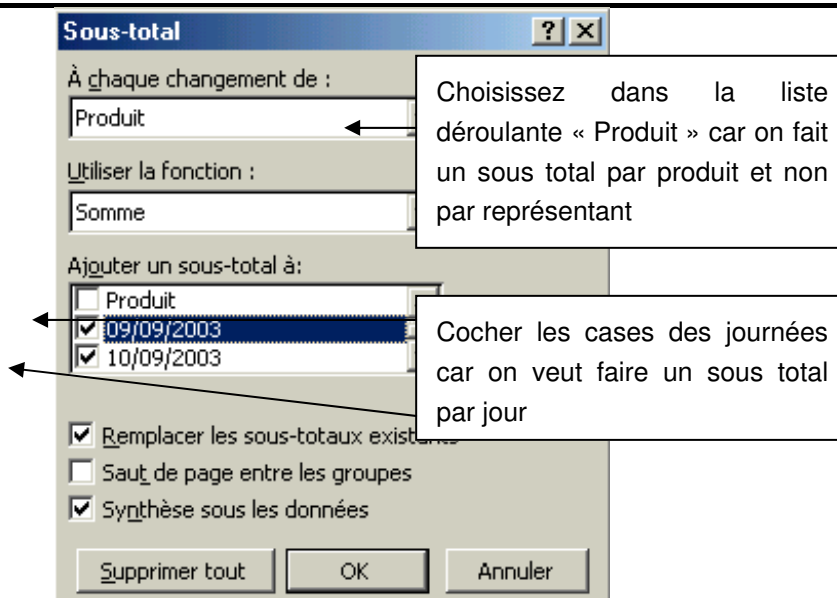 Sous-total
À chaque changement de :
Produit
Choisissez dans la liste
déroulante « Produit » car on fait
un sous total par produit et non
par représentant
Utiliser la fonction :
Somme
Ajouter un sous-total à:
Produit
09/09/2003
10/09/2003
Cocher les cases des journées
car on veut faire un sous total
par jour
Remplacer les sous-totaux existants
Saut de page entre les groupes
Synthèse sous les données
Supprimer tout
OK
Annuler